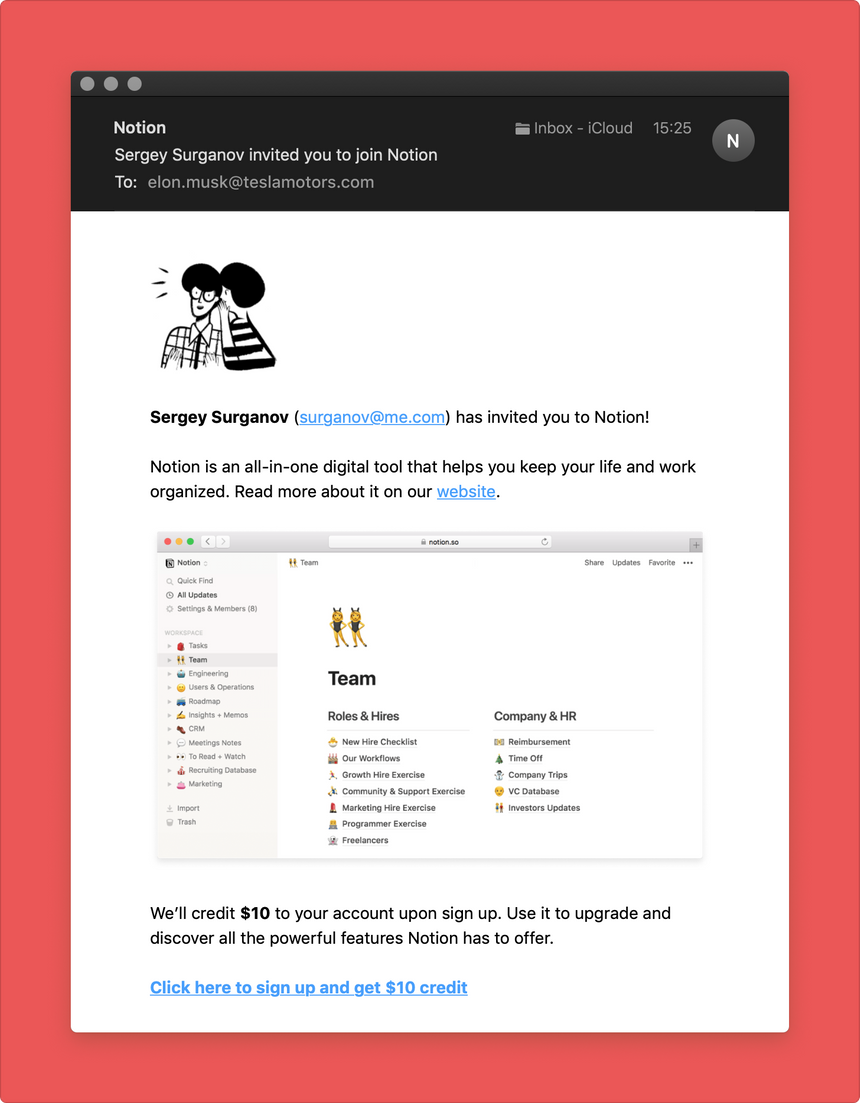 Notion
Inbox - iCloud
15:25
N
Sergey Surganov invited you to join Notion
To: elon.musk@teslamotors.com
Sergey Surganov (surganov@me.com) has invited you to Notion!
Notion is an all-in-one digital tool that helps you keep your life and work
organized. Read more about it on our website.
notion.so
Notion
Quick Find
All Updates
Settings & Members (8)
WORKSPACE
Tasks
Team
Engineering
Users & Operations
Roadmap
Insights + Memos
CRM
Meetings Notes
To Read + Watch
Recruiting Database
Marketing
Import
Trash
Team
Share Updates Favorite •••
Team
Roles & Hires
New Hire Checklist
Our Workflows
Growth Hire Exercise
Community & Support Exercise
Marketing Hire Exercise
Programmer Exercise
Freelancers
Company & HR
Reimbursement
Time Off
Company Trips
VC Database
Investors Updates
We’ll credit $10 to your account upon sign up. Use it to upgrade and
discover all the powerful features Notion has to offer.
Click here to sign up and get $10 credit